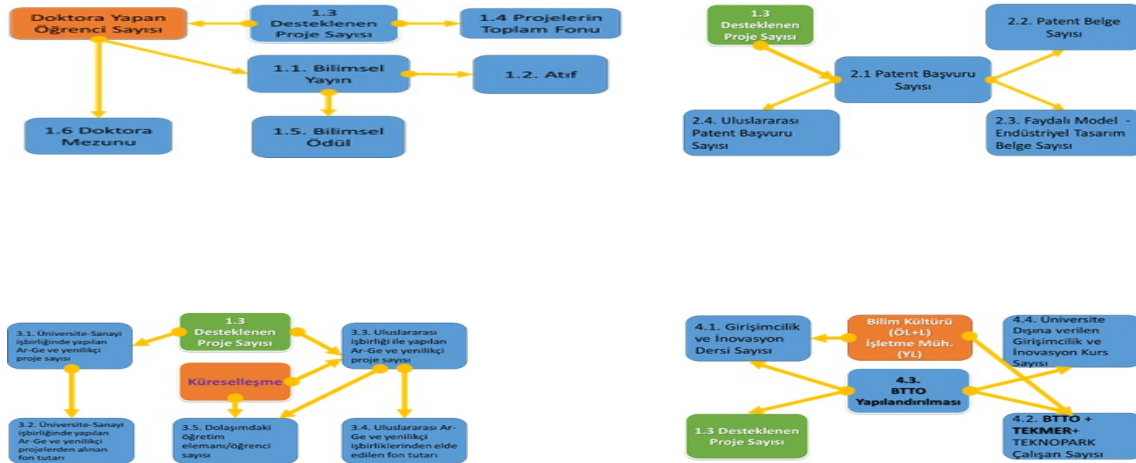 Doktora Yapan
Öğrenci Sayısı
1.3
Desteklenen
Proje Sayısı
1.4 Projelerin
Toplam Fonu
1.1. Bilimsel
Yayın
1.2. Atıf
1.6 Doktora
Mezunu
1.5. Bilimsel
Ödül
1.3
Desteklenen
Proje Sayısı
2.2. Patent Belge
Sayısı
2.1 Patent Başvuru
Sayısı
2.4. Uluslararası
Patent Başvuru
Sayısı
2.3. Faydalı Model -
Endüstriyel Tasarım
Belge Sayısı
3.1. Üniversite-Sanayi
işbirliğinde yapılan
Ar-Ge ve yenilikçi
proje sayısı
1.3
Desteklenen
Proje Sayısı
3.3. Uluslararası
işbirliği ile yapılan
Ar-Ge ve yenilikçi
proje sayısı
Küreselleşme
3.2. Üniversite-Sanayi
işbirliğinde yapılan
Ar-Ge ve yenilikçi
projelerden alınan
fon tutarı
3.5. Dolaşımdaki
öğretim
elemanı/öğrenci
sayısı
3.4. Uluslararası Ar-
Ge ve yenilikçi
işbirliklerinden elde
edilen fon tutarı
4.1. Girişimcilik
ve İnovasyon
Dersi Sayısı
Bilim Kültürü
(ÖL+L)
İşletme Müh.
(YL)
4.4. Üniversite
Dışına verilen
Girişimcilik ve
İnovasyon Kurs
Sayısı
4.3.
BTTO
Yapılandırılması
1.3 Desteklenen
Proje Sayısı
4.2. BTTO +
TEKMER+
TEKNOPARK
Çalışan Sayısı